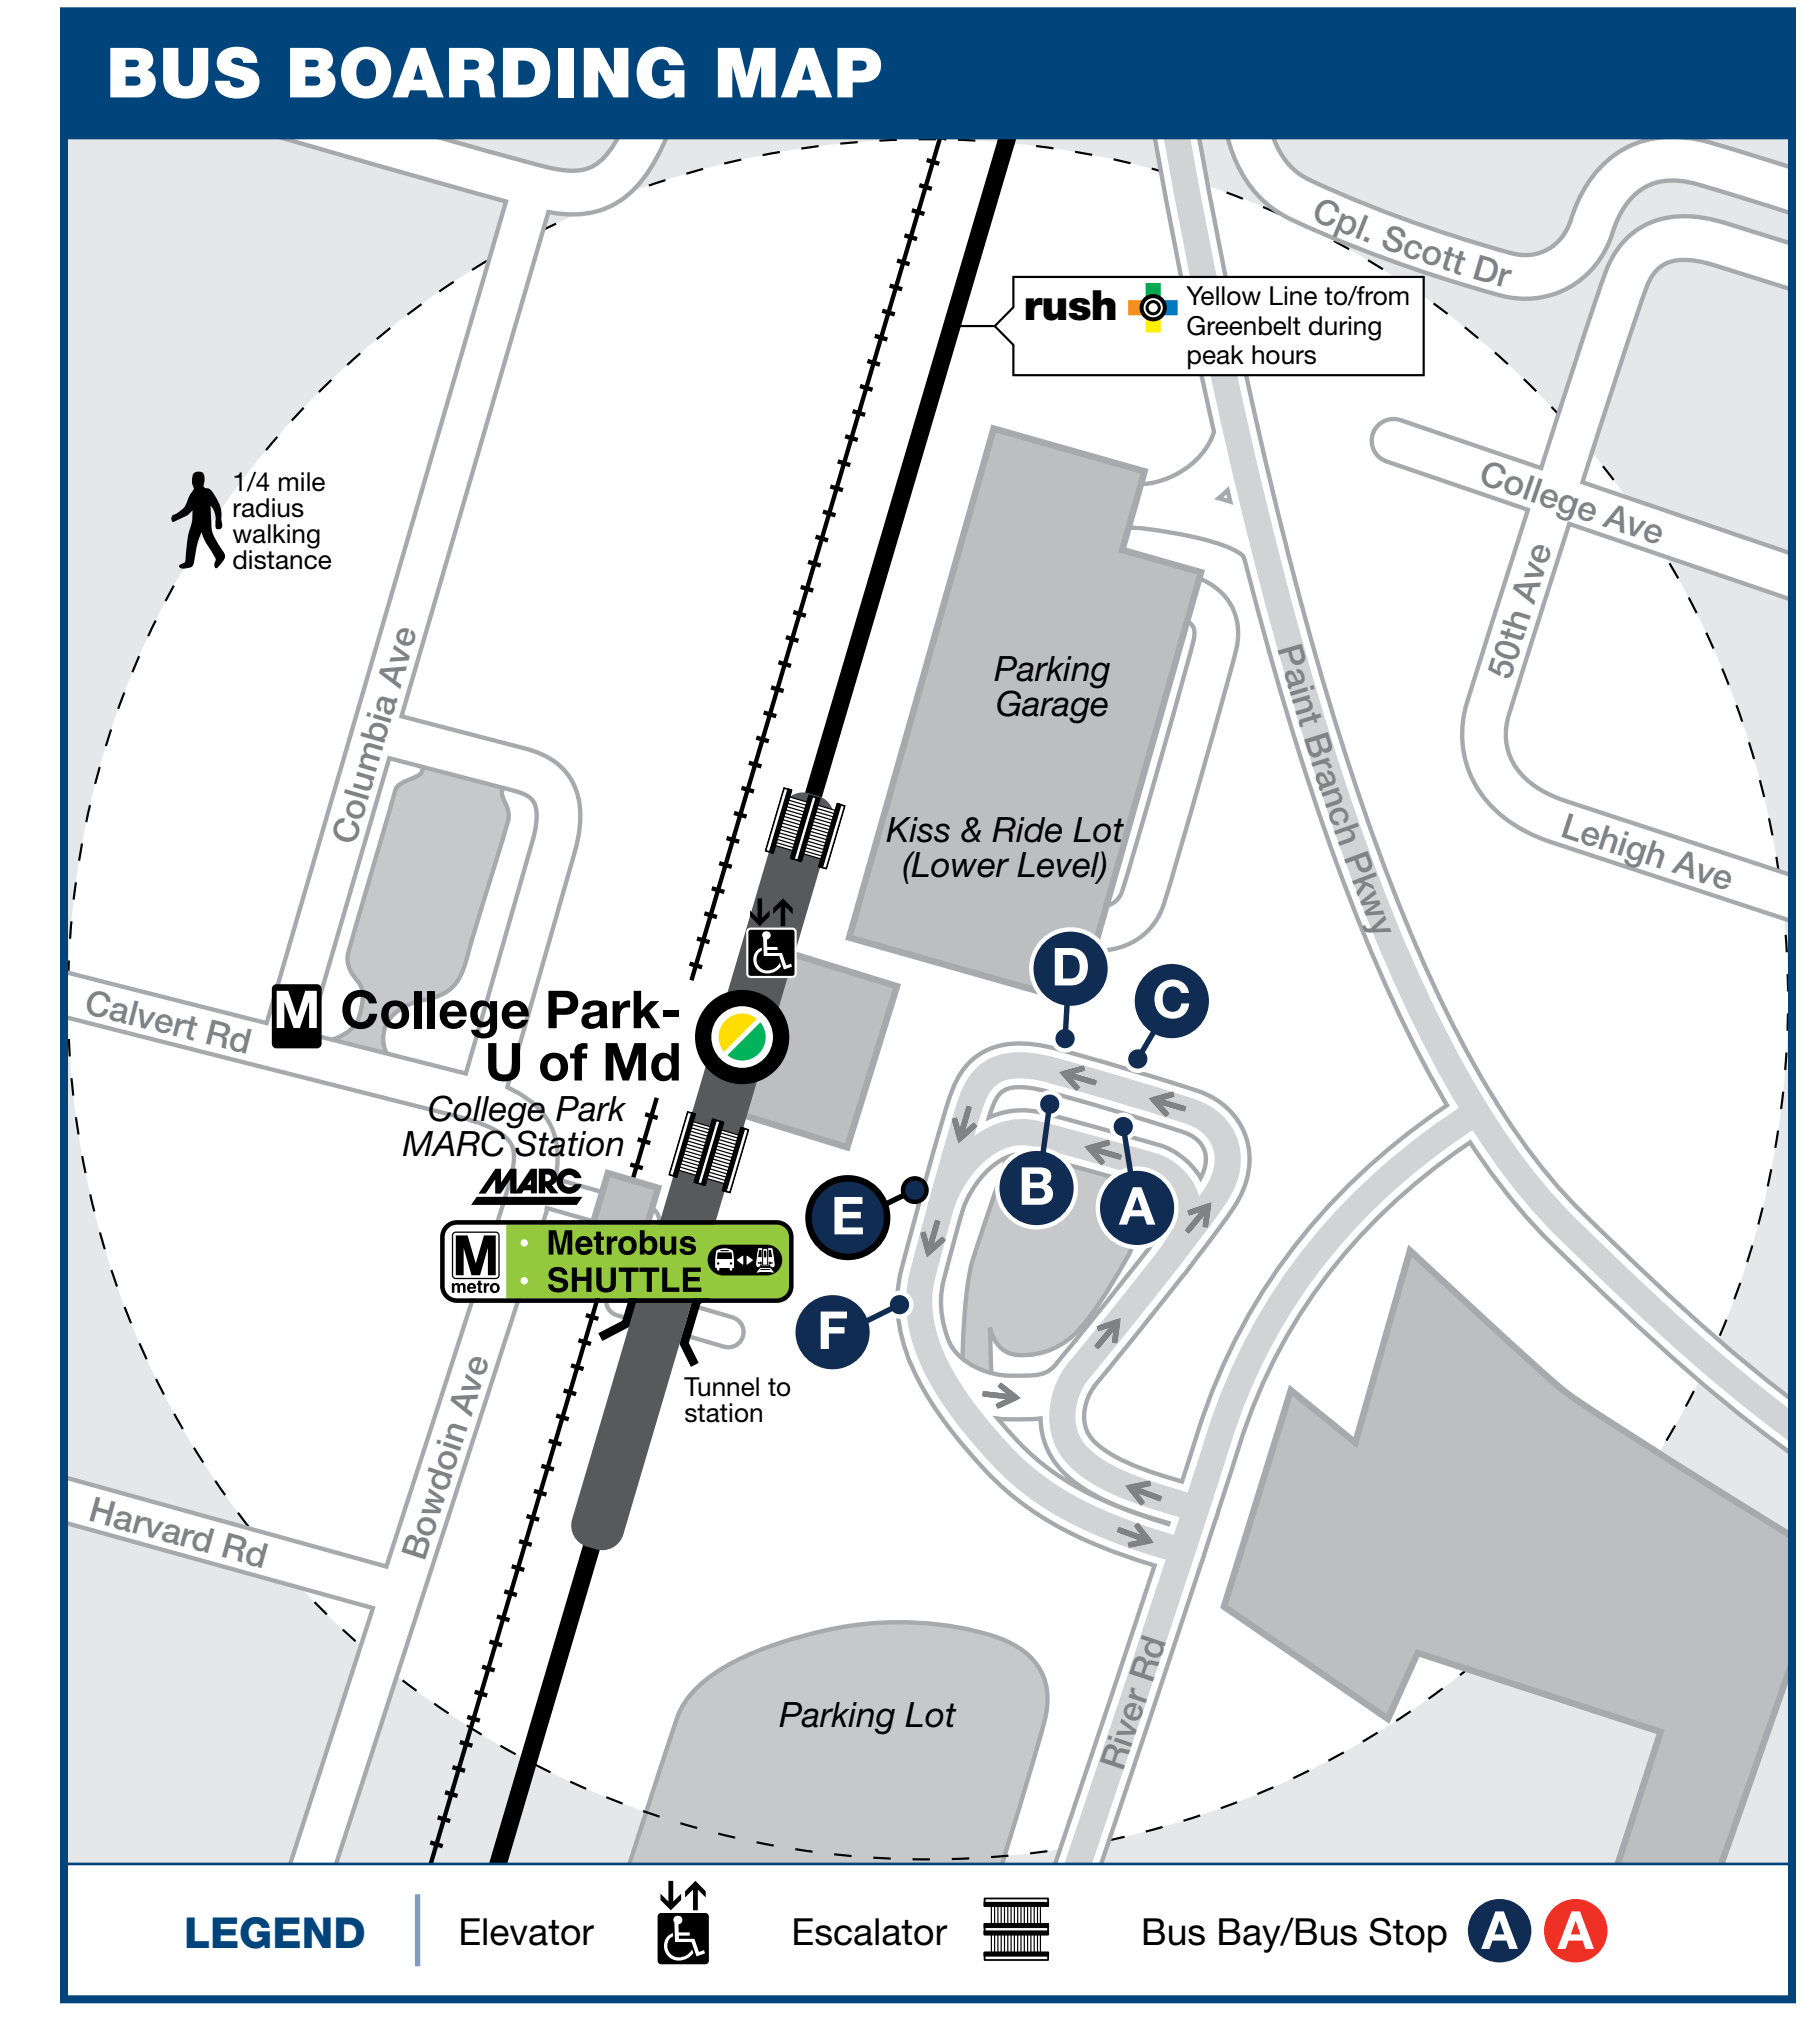 BUS BOARDING MAP
Cpl. Scott Dr
rush
Yellow Line to/from
Greenbelt during
peak hours
1/4 mile
radius
walking
distance
College Ave
50th Ave
Columbia Ave
Parking
Garage
Paint Branch Pkwy
Kiss & Ride Lot
(Lower Level)
Lehigh Ave
D
C
Calvert Rd
M College Park-
U of Md
College Park
MARC Station
MARC
B
A
E
M
metro
Metrobus
SHUTTLE
F
Tunnel to
station
Bowdoin Ave
Harvard Rd
River Rd
Parking Lot
LEGEND
Elevator
Escalator
Bus Bay/Bus Stop A A